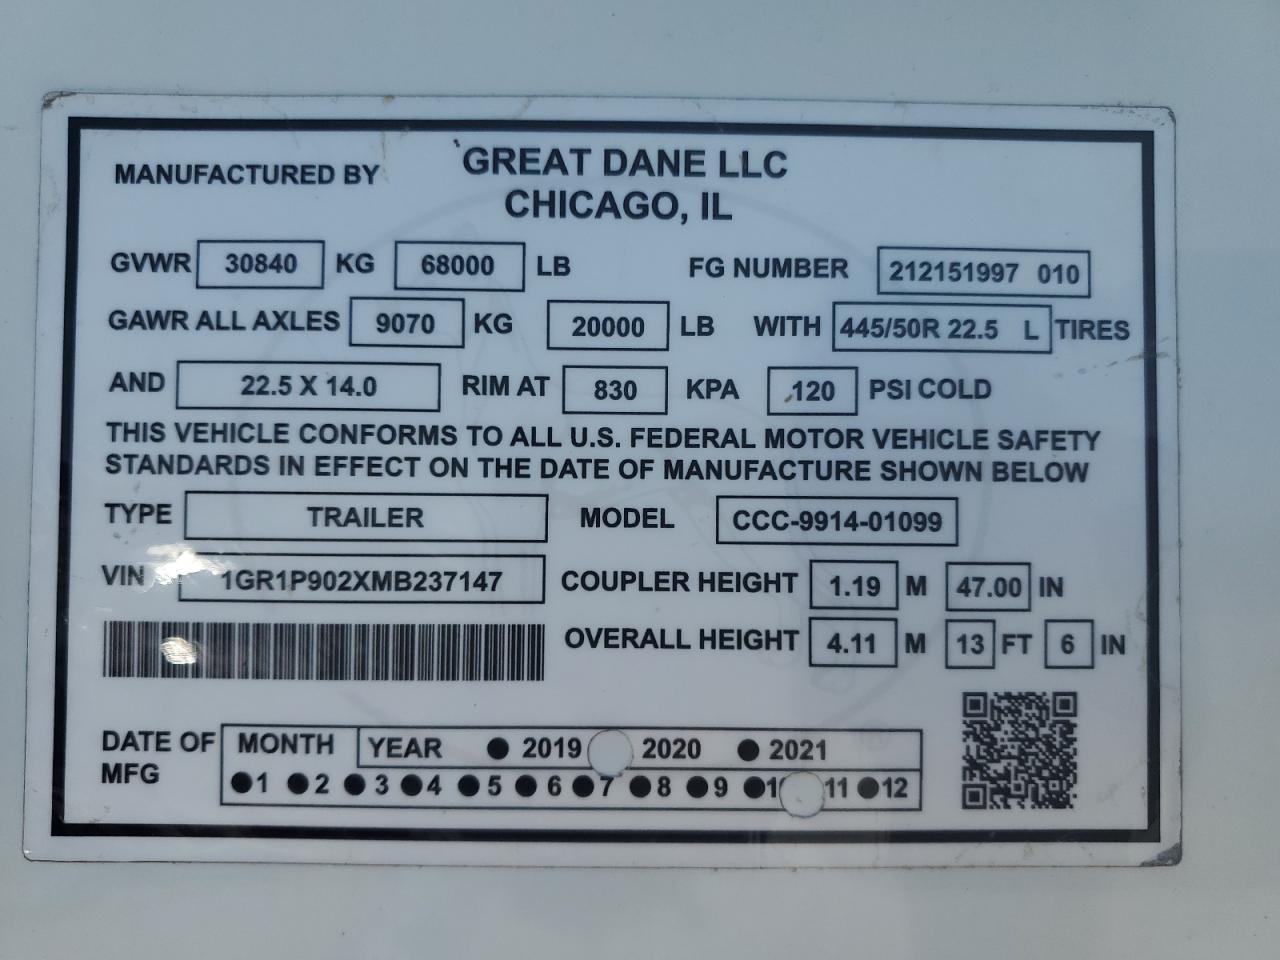 MANUFACTURED BY GREAT DANE LLC
CHICAGO, IL
GVWR 30840 KG 68000 LB FG NUMBER 212151997 010
GAWR ALL AXLES 9070 KG 20000 LB WITH 445/50R 22.5 L TIRES
AND 22.5 X 14.0 RIM AT 830 KPA 120 PSI COLD
THIS VEHICLE CONFORMS TO ALL U.S. FEDERAL MOTOR VEHICLE SAFETY
STANDARDS IN EFFECT ON THE DATE OF MANUFACTURE SHOWN BELOW
TYPE TRAILER MODEL CCC-9914-01099
VIN 1GR1P902XMB237147 COUPLER HEIGHT 1.19 M 47.00 IN
OVERALL HEIGHT 4.11 M 13 FT 6 IN
DATE OF MFG MONTH YEAR 2019 2020 2021
1 2 3 4 5 6 7 8 9 11 12